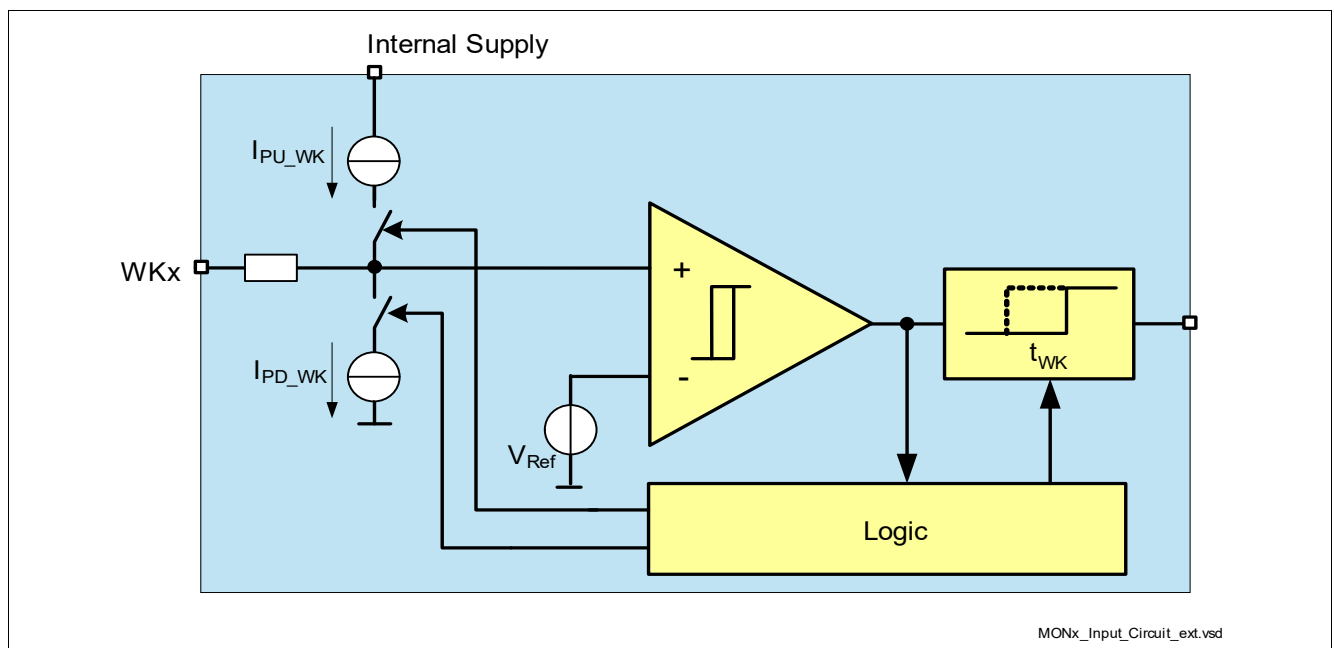 Internal Supply
IPU_WK
WKx
+
IPD_WK
-
VRef
tWK
Logic
MONx_Input_Circuit_ext.vsd